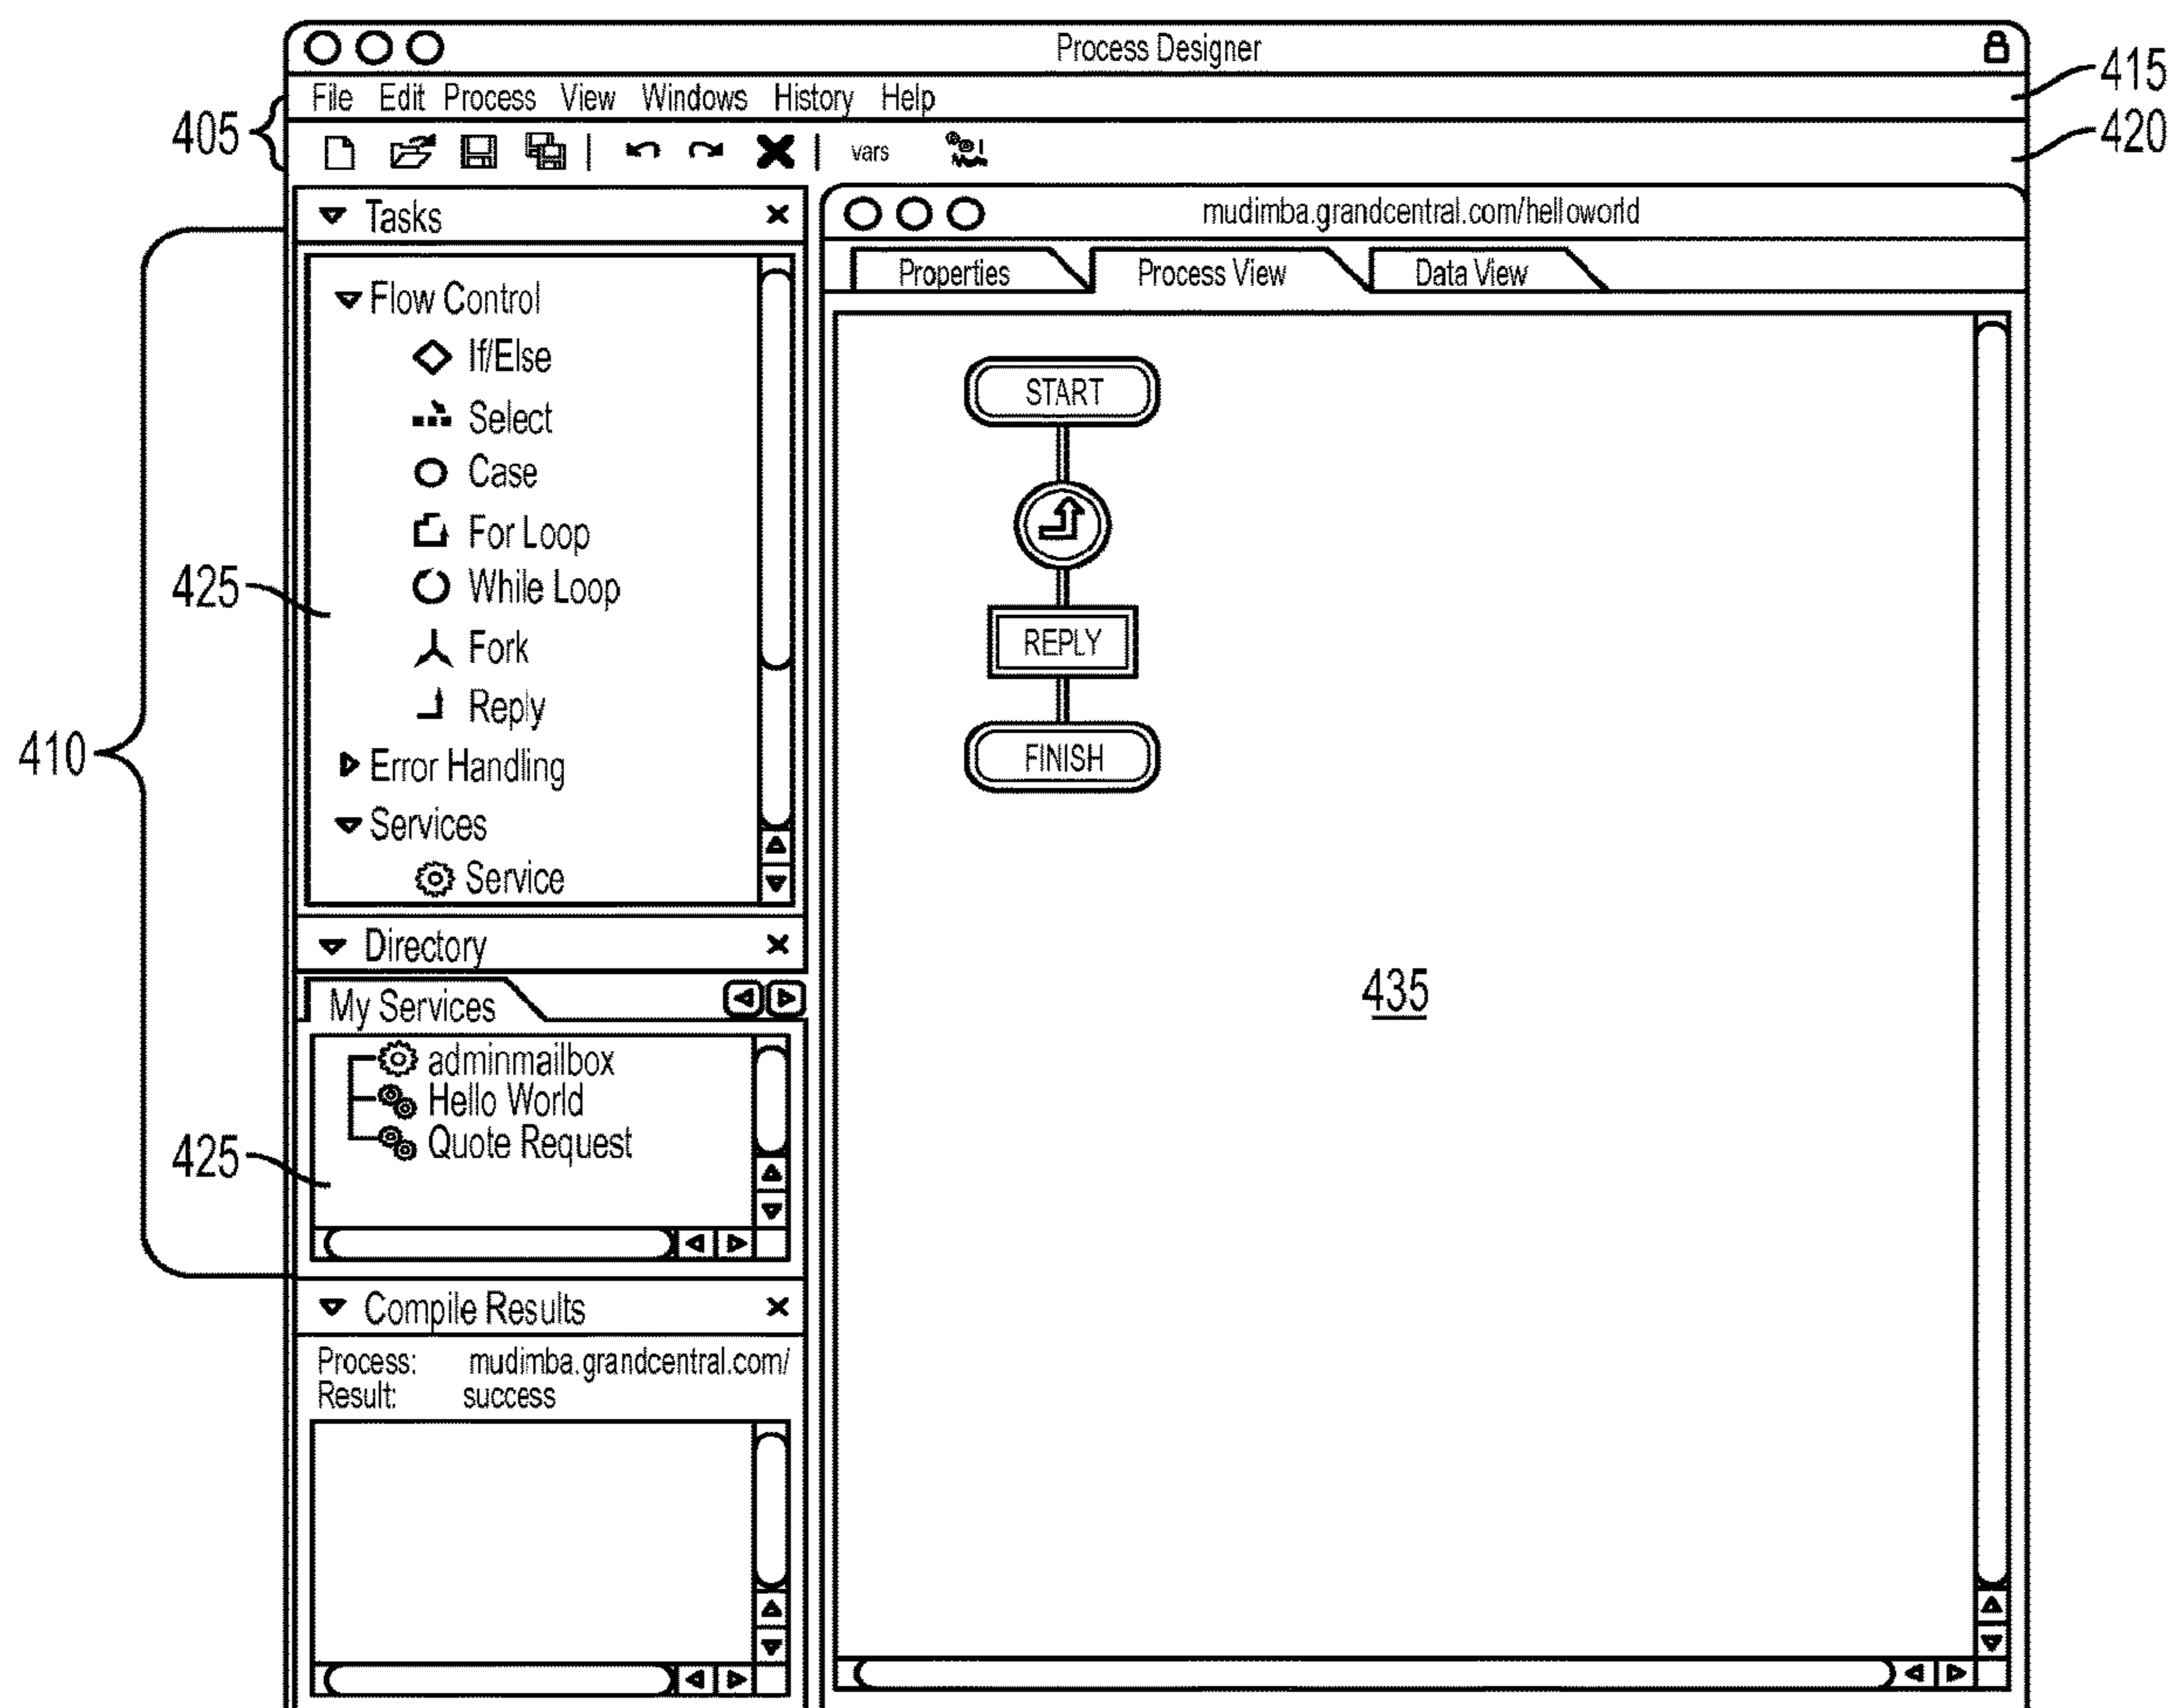 Process Designer
File Edit Process View Windows History Help
415
405
vars
420
Tasks
mudimba.grandcentral.com/helloworld
Properties Process View Data View
Flow Control
If/Else
START
Select
Case
For Loop
425
While Loop
Fork
REPLY
Reply
410
Error Handling
FINISH
Services
Service
Directory
435
My Services
adminmailbox
Hello World
Quote Request
425
Compile Results
Process: mudimba.grandcentral.com/
Result: success